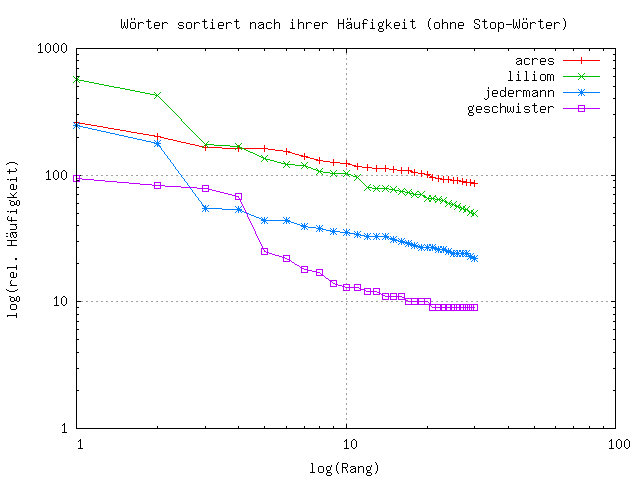 Wörter sortiert nach ihrer Häufigkeit (ohne Stop-Wörter)
1000
acres
liliom
jedermann
geschwister
100
log(rel. Häufigkeit)
10
1
1 10 100
log(Rang)